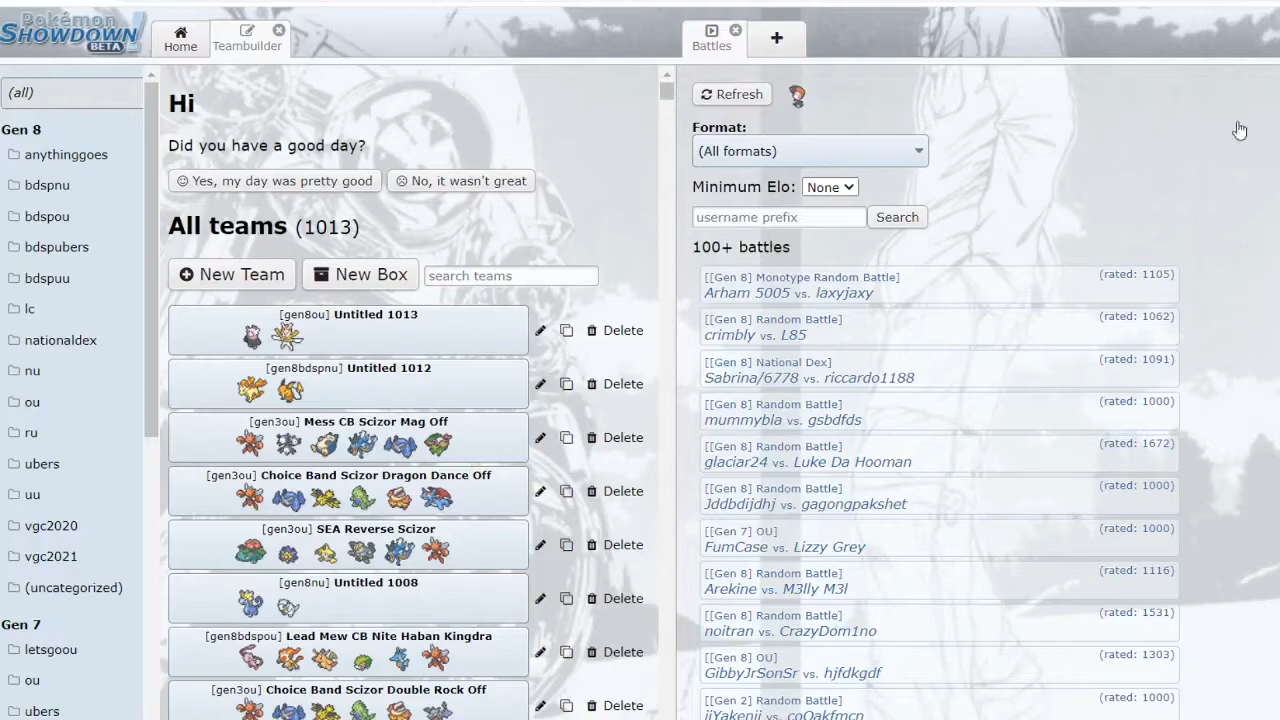 Pokémon
SHOWDOWN!
BETA
Home
Teambuilder
Battles
(all)
Gen 8
anythinggoes
bdspnu
bdspou
bdspubers
bdspuu
lc
nationaldex
nu
ou
ru
ubers
uu
vgc2020
vgc2021
(uncategorized)
Gen 7
letsgoou
ou
ubers
Hi
Did you have a good day?
Yes, my day was pretty good
No, it wasn't great
All teams (1013)
New Team
New Box
search teams
[gen8ou] Untitled 1013
Delete
[gen8bdspnu] Untitled 1012
Delete
[gen3ou] Mess CB Scizor Mag Off
Delete
[gen3ou] Choice Band Scizor Dragon Dance Off
Delete
[gen3ou] SEA Reverse Scizor
Delete
[gen8nu] Untitled 1008
Delete
[gen8bdspou] Lead Mew CB Nite Haban Kingdra
Delete
[gen3ou] Choice Band Scizor Double Rock Off
Delete
Refresh
Format:
(All formats)
Minimum Elo: None
username prefix
Search
100+ battles
[[Gen 8] Monotype Random Battle] (rated: 1105)
Arham 5005 vs. laxyjaxy
[[Gen 8] Random Battle] (rated: 1062)
crimbly vs. L85
[[Gen 8] National Dex] (rated: 1091)
Sabrina/6778 vs. riccardo1188
[[Gen 8] Random Battle] (rated: 1000)
mummybla vs. gsbdfds
[[Gen 8] Random Battle] (rated: 1672)
glaciar24 vs. Luke Da Hooman
[[Gen 8] Random Battle] (rated: 1000)
Jddbdijdhj vs. gagongpakshet
[[Gen 7] OU] (rated: 1000)
FumCase vs. Lizzy Grey
[[Gen 8] Random Battle] (rated: 1116)
Arekine vs. M3lly M3l
[[Gen 8] Random Battle] (rated: 1531)
noitran vs. CrazyDom1no
[[Gen 8] OU] (rated: 1303)
GibbyJrSonSr vs. hjfdkgdf
[[Gen 2] Random Battle] (rated: 1000)
vs.